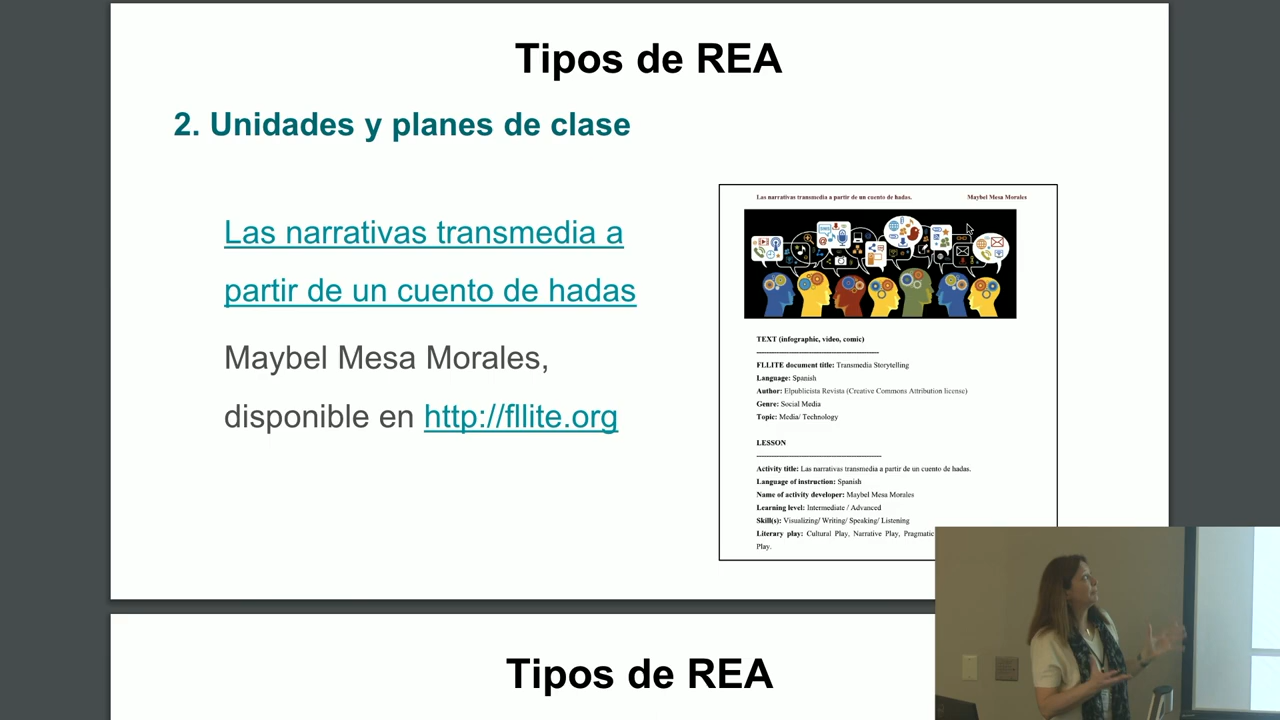 Tipos de REA
2. Unidades y planes de clase
Las narrativas transmedia a
partir de un cuento de hadas
Maybel Mesa Morales,
disponible en http://fllite.org
Las narrativas transmedia a partir de un cuento de hadas. Maybel Mesa Morales
TEXT (infographic, video, comic)
FLLITE document title: Transmedia Storytelling
Language: Spanish
Author: Elpublicista Revista (Creative Commons Attribution license)
Genre: Social Media
Topic: Media/ Technology
LESSON
Activity title: Las narrativas transmedia a partir de un cuento de hadas.
Language of instruction: Spanish
Name of activity developer: Maybel Mesa Morales
Learning level: Intermediate / Advanced
Skill(s): Visualizing/ Writing/ Speaking/ Listening
Literary play: Cultural Play, Narrative Play, Pragmatic
Play.
Tipos de REA